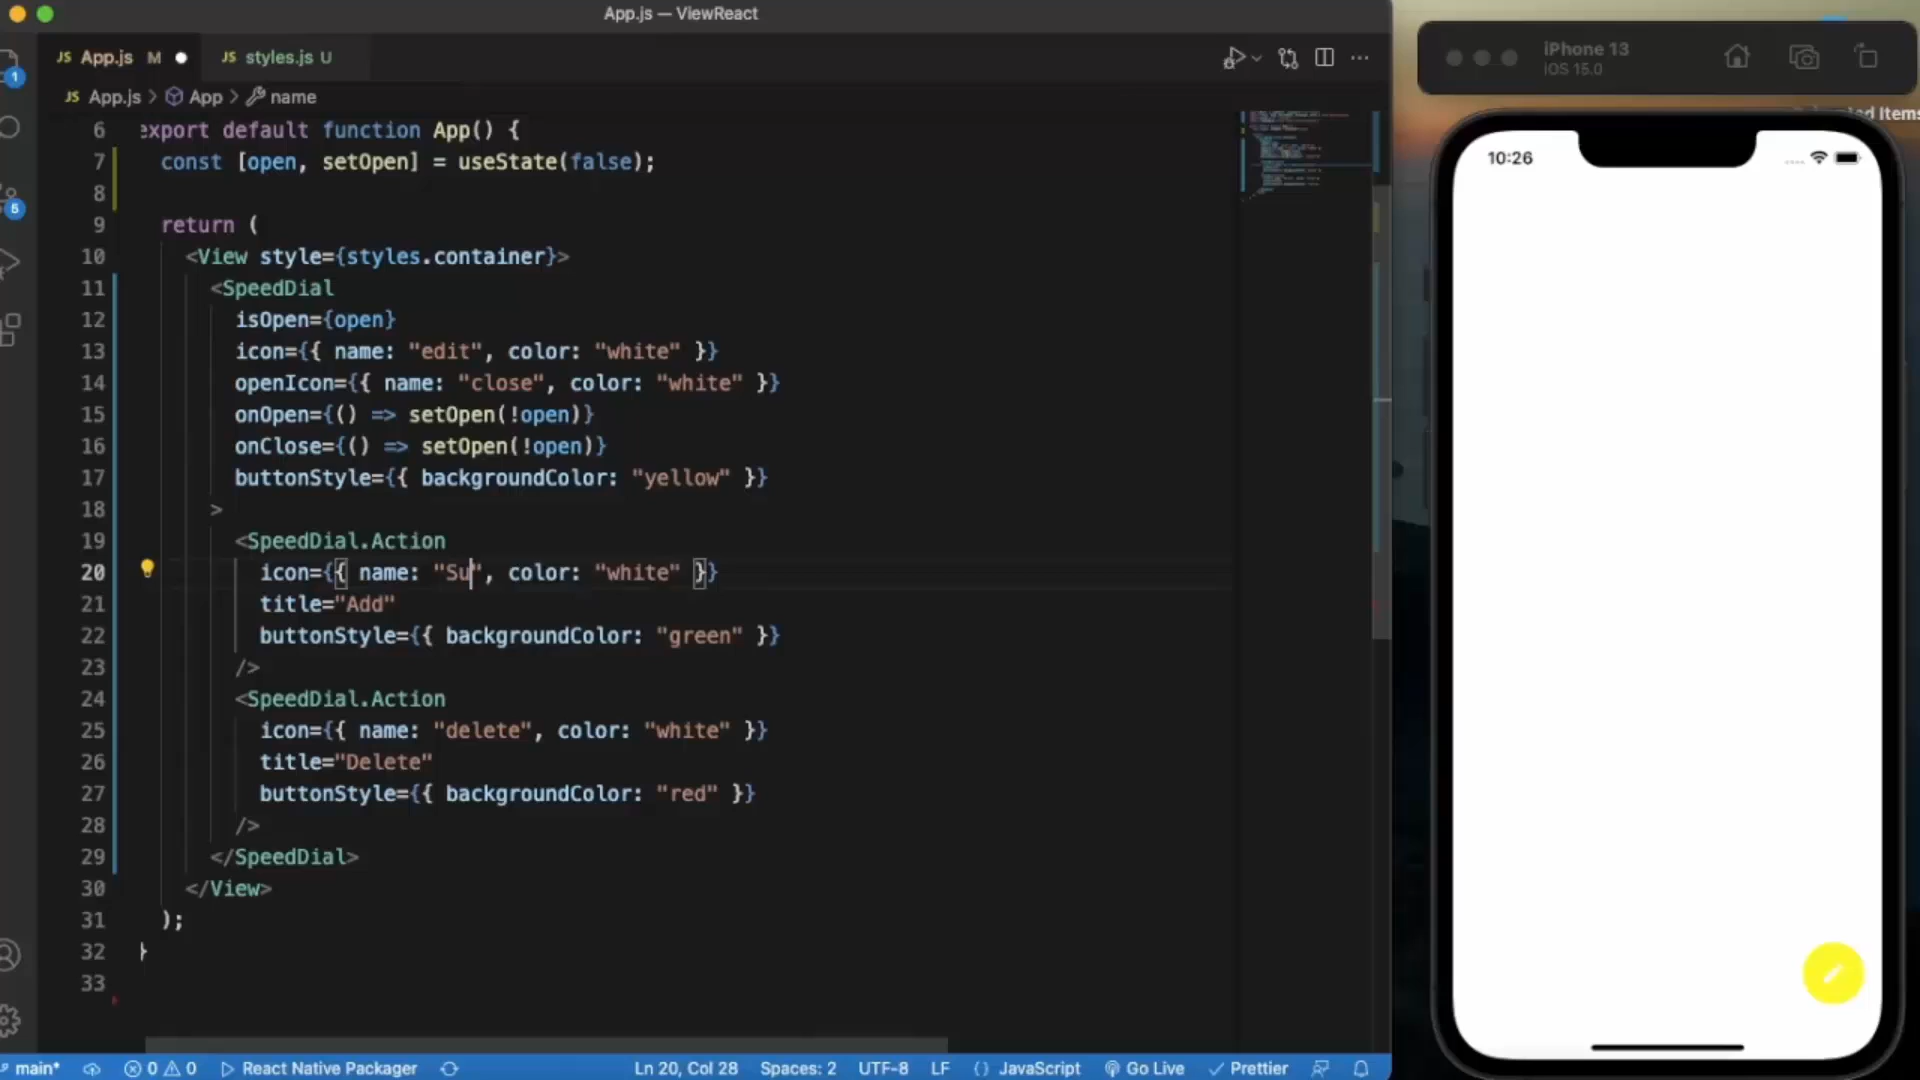 App.js — ViewReact
JS App.js M
JS styles.js U
JS App.js > App > name
1
5
6 export default function App() {
7 const [open, setOpen] = useState(false);
8
9 return (
10 <View style={styles.container}>
11 <SpeedDial
12 isOpen={open}
13 icon={{ name: "edit", color: "white" }}
14 openIcon={{ name: "close", color: "white" }}
15 onOpen={() => setOpen(!open)}
16 onClose={() => setOpen(!open)}
17 buttonStyle={{ backgroundColor: "yellow" }}
18 >
19 <SpeedDial.Action
20 icon={{ name: "Su", color: "white" }}
21 title="Add"
22 buttonStyle={{ backgroundColor: "green" }}
23 />
24 <SpeedDial.Action
25 icon={{ name: "delete", color: "white" }}
26 title="Delete"
27 buttonStyle={{ backgroundColor: "red" }}
28 />
29 </SpeedDial>
30 </View>
31 );
32 }
33
main* 0 0 React Native Packager Ln 20, Col 28 Spaces: 2 UTF-8 LF {} JavaScript Go Live Prettier
iPhone 13
iOS 15.0
Items
10:26